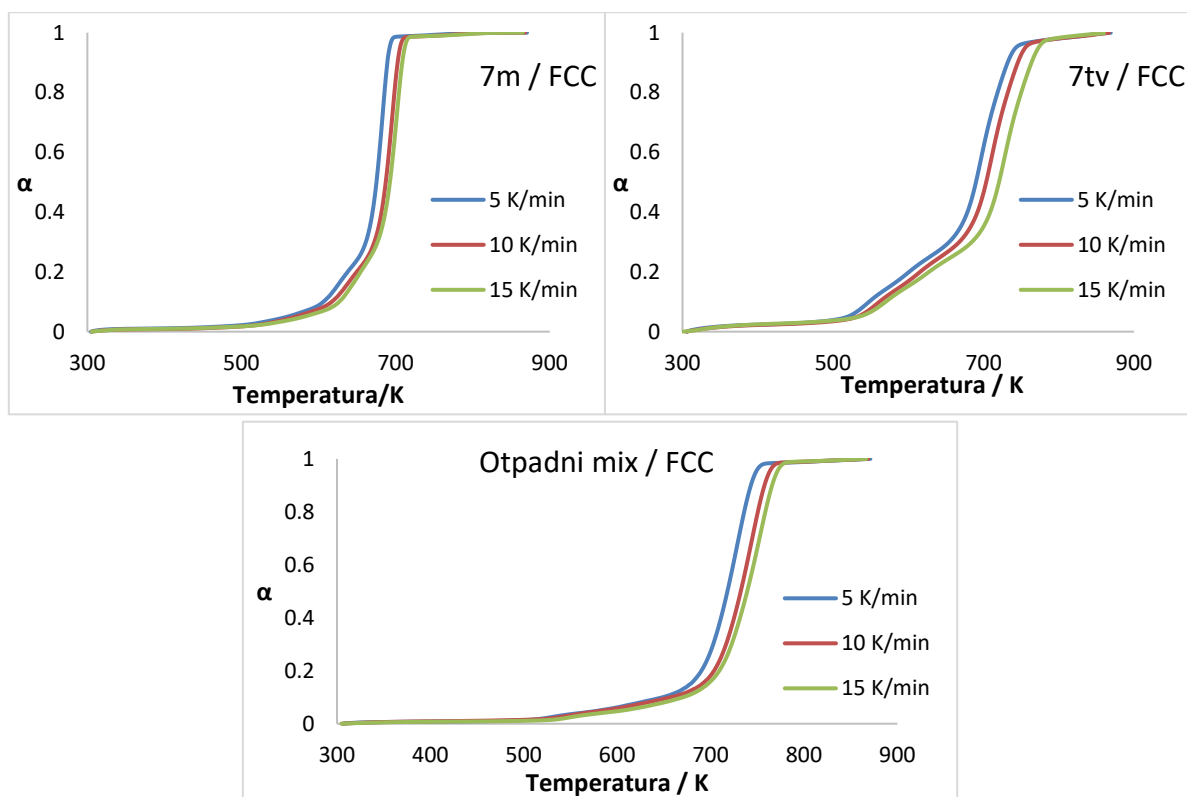 7m / FCC
1
0.8
0.6
0.4
0.2
0
α
300
500
700
900
Temperatura/K
5 K/min
10 K/min
15 K/min
7tv / FCC
1
0.8
0.6
0.4
0.2
0
α
300
500
700
900
Temperatura / K
5 K/min
10 K/min
15 K/min
Otpadni mix / FCC
1
0.8
0.6
0.4
0.2
0
α
300
400
500
600
700
800
900
Temperatura / K
5 K/min
10 K/min
15 K/min